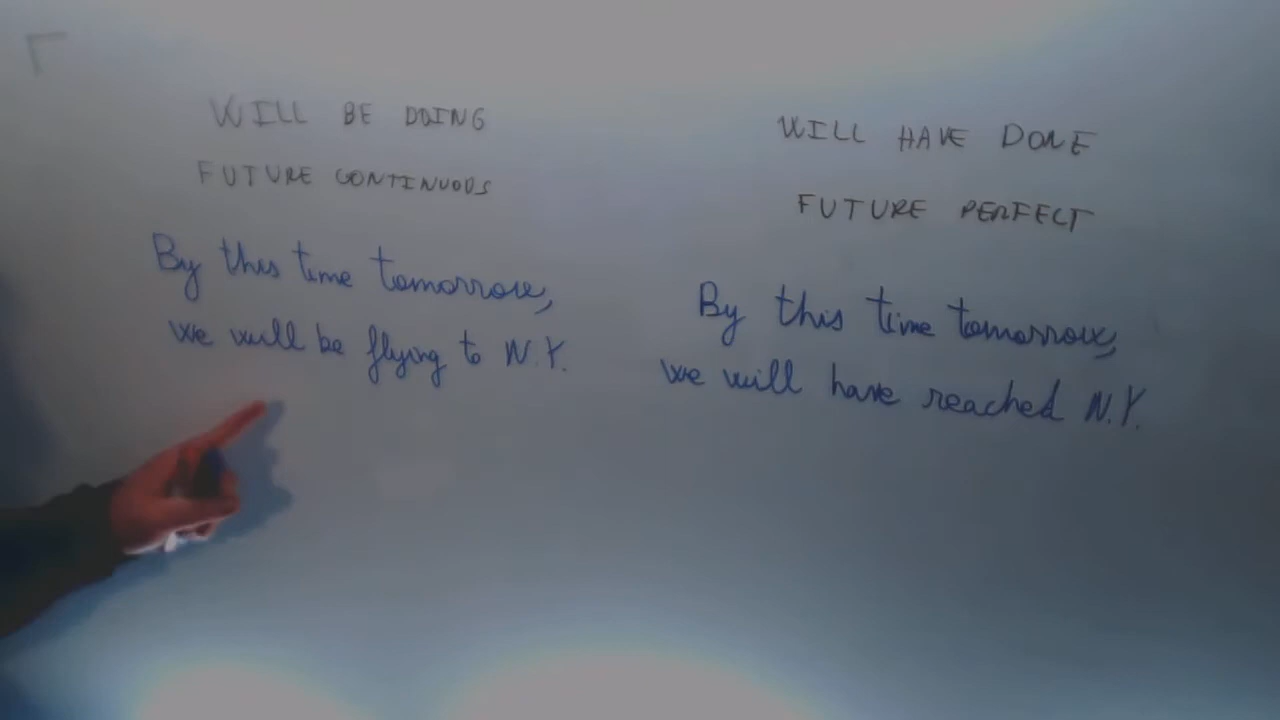 WILL BE DOING
FUTURE CONTINUOUS
By this time tomorrow,
we will be flying to N.Y.
WILL HAVE DONE
FUTURE PERFECT
By this time tomorrow,
we will have reached N.Y.